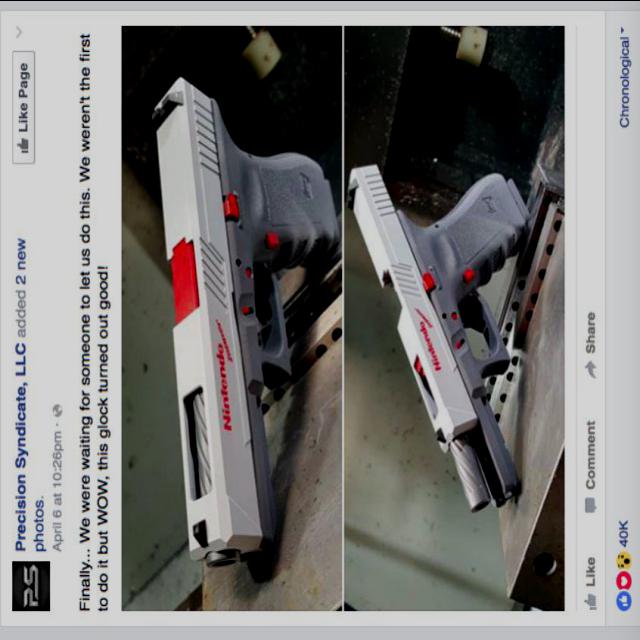 Precision Syndicate, LLC added 2 new
photos.
April 6 at 10:26pm ·
Like Page
Finally... We were waiting for someone to let us do this. We weren't the first
to do it but WOW, this glock turned out good!
Nintendo
Nintendo
Like Comment Share
40K
Chronological
PS